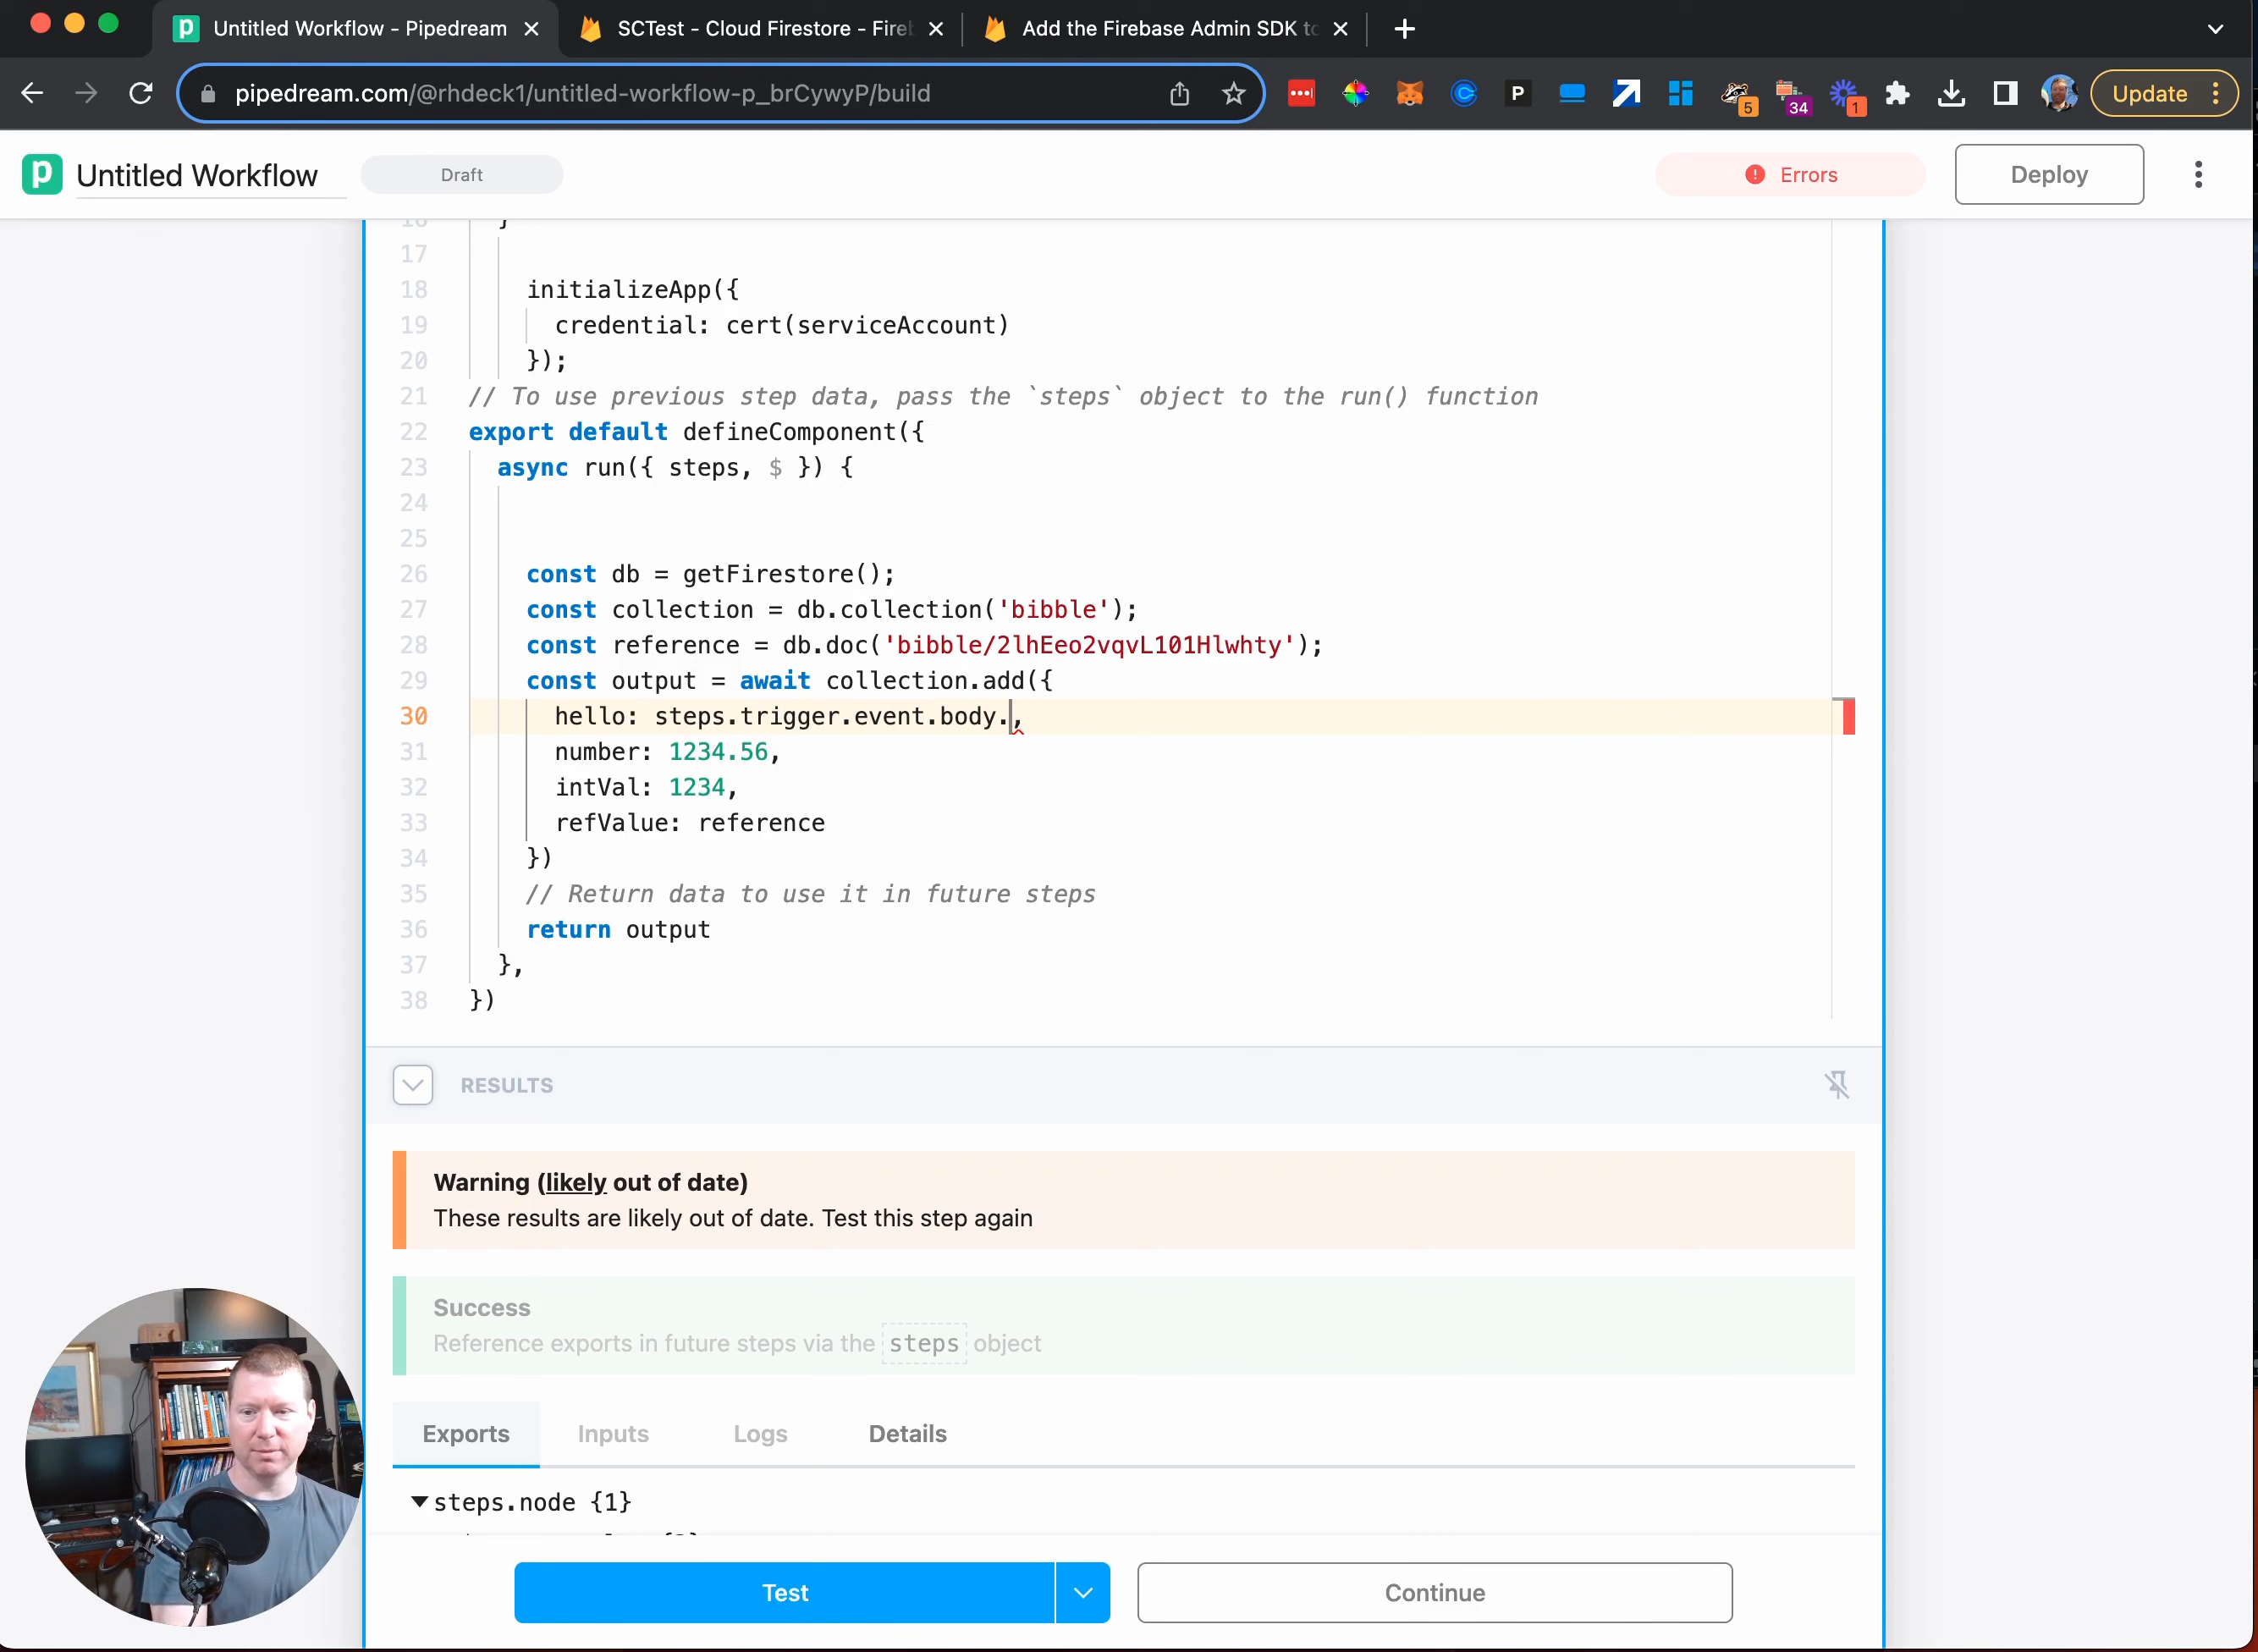 Untitled Workflow - Pipedream
SCTest - Cloud Firestore - Fire
Add the Firebase Admin SDK to
pipedream.com/@rhdeck1/untitled-workflow-p_brCywyP/build
P
5
34
1
Update
Untitled Workflow
Draft
Errors
Deploy
16 }
17
18 initializeApp({
19 credential: cert(serviceAccount)
20 });
21 // To use previous step data, pass the `steps` object to the run() function
22 export default defineComponent({
23 async run({ steps, $ }) {
24
25
26 const db = getFirestore();
27 const collection = db.collection('bibble');
28 const reference = db.doc('bibble/2lhEeo2vqvL101Hlwhty');
29 const output = await collection.add({
30 hello: steps.trigger.event.body.,
31 number: 1234.56,
32 intVal: 1234,
33 refValue: reference
34 })
35 // Return data to use it in future steps
36 return output
37 },
38 })
RESULTS
Warning (likely out of date)
These results are likely out of date. Test this step again
Success
Reference exports in future steps via the steps object
Exports
Inputs
Logs
Details
steps.node {1}
Test
Continue